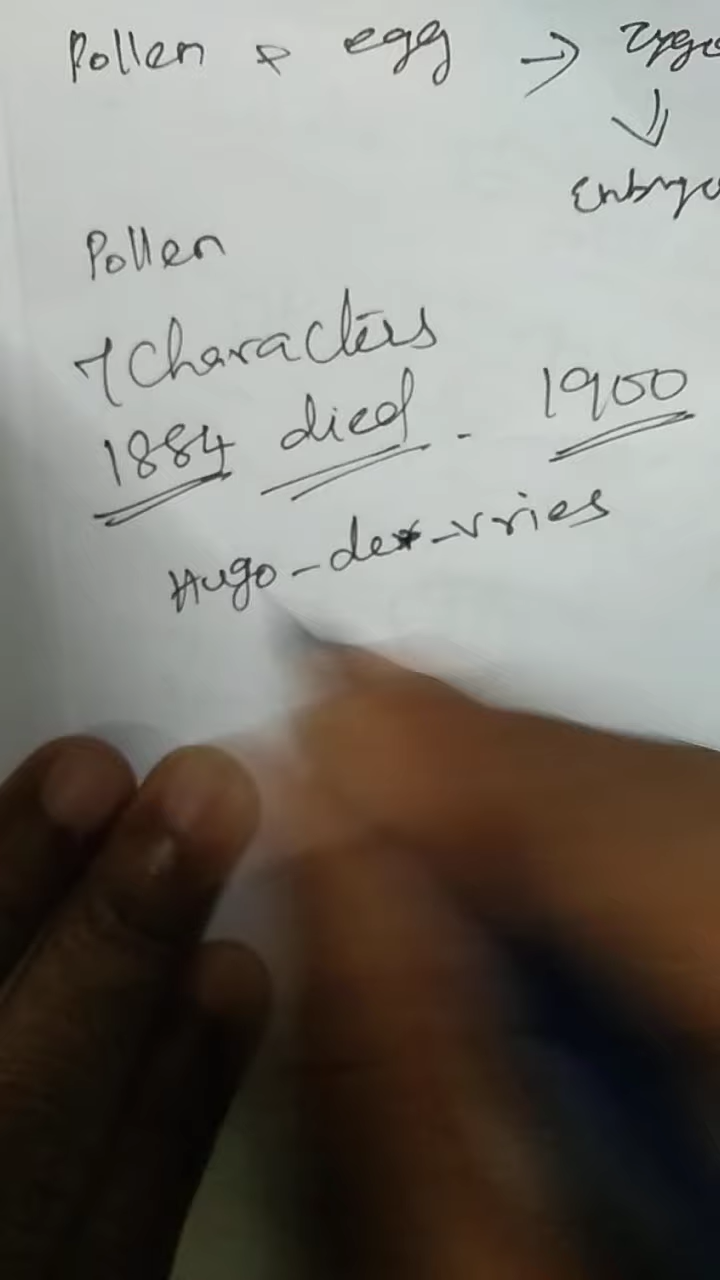 Pollen + egg → Zygo
Embryo
Pollen
7 Characters
1884 died - 1900
Hugo-de-vries